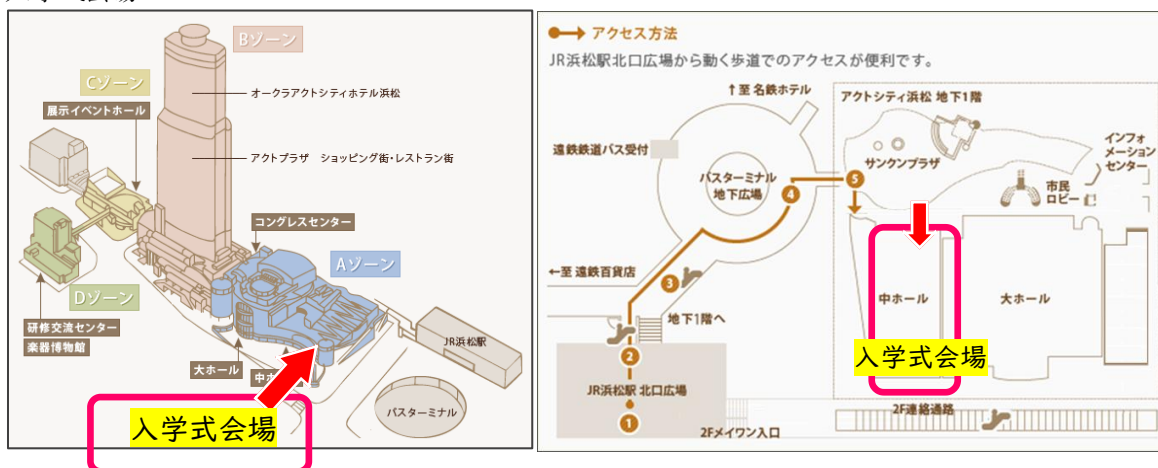 Bゾーン
Cゾーン
展示イベントホール
オークラアクトシティホテル浜松
アクトプラザ ショッピング街・レストラン街
コングレスセンター
Aゾーン
Dゾーン
研修交流センター
楽器博物館
大ホール
JR浜松駅
バスターミナル
入学式会場
アクセス方法
JR浜松駅北口広場から動く歩道でのアクセスが便利です。
↑至 名鉄ホテル
アクトシティ浜松 地下1階
遠鉄鉄道バス受付
サンクンプラザ
インフォ
メーション
センター
バスターミナル
地下広場
4
5
市民
ロビー
←至 遠鉄百貨店
3
中ホール
大ホール
地下1階へ
2
入学式会場
JR浜松駅 北口広場
1
2F連絡通路
2Fメイワン入口